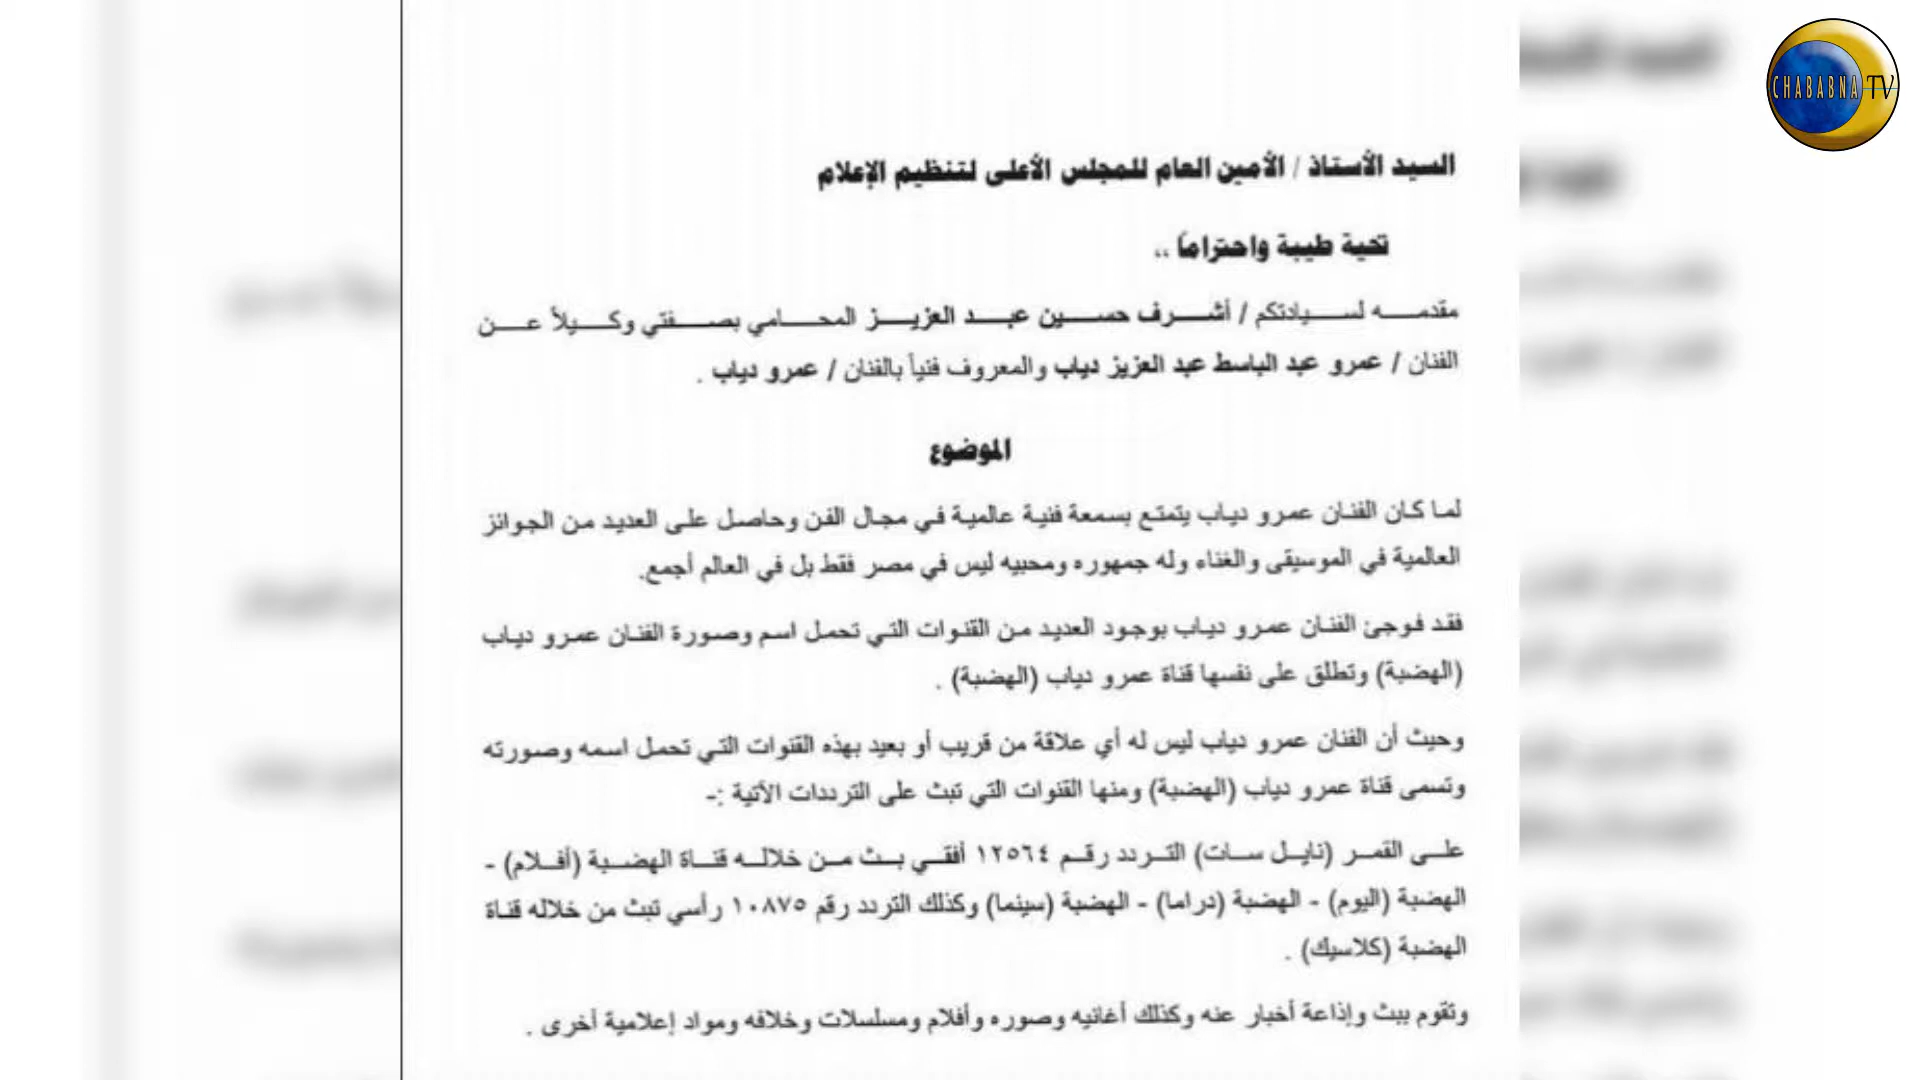 CHABABNA TV
السيد الأستاذ / الأمين العام للمجلس الأعلى لتنظيم الإعلام
تحية طيبة واحتراماً ،،
مقدمه لسيادتكم / أشرف حسين عبد العزيز المحامي بصفتي وكيلاً عن
الفنان / عمرو عبد الباسط عبد العزيز دياب والمعروف فنياً بالفنان / عمرو دياب .
الموضوع
لما كان الفنان عمرو دياب يتمتع بسمعة فنية عالمية في مجال الفن وحاصل على العديد من الجوائز
العالمية في الموسيقى والغناء وله جمهوره ومحبيه ليس في مصر فقط بل في العالم أجمع.
فقد فوجئ الفنان عمرو دياب بوجود العديد من القنوات التي تحمل اسم وصورة الفنان عمرو دياب
(الهضبة) وتطلق على نفسها قناة عمرو دياب (الهضبة) .
وحيث أن الفنان عمرو دياب ليس له أي علاقة من قريب أو بعيد بهذه القنوات التي تحمل اسمه وصورته
وتسمى قناة عمرو دياب (الهضبة) ومنها القنوات التي تبث على الترددات الآتية :-
على القمر (نايل سات) التردد رقم ١٢٥٦٤ أفقي بث من خلاله قناة الهضبة (أفلام) -
الهضبة (اليوم) - الهضبة (دراما) - الهضبة (سينما) وكذلك التردد رقم ١٠٨٧٥ رأسي تبث من خلاله قناة
الهضبة (كلاسيك) .
وتقوم ببث وإذاعة أخبار عنه وكذلك أغانيه وصوره وأفلام ومسلسلات وخلافه ومواد إعلامية أخرى .